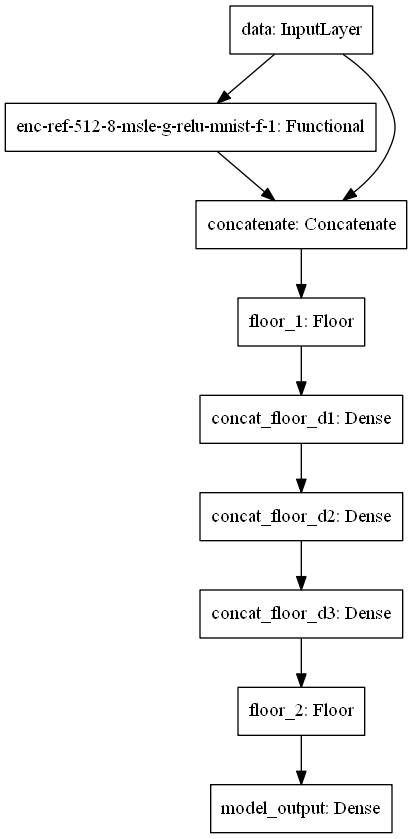 data: InputLayer
enc-ref-512-8-msle-g-relu-mnist-f-1: Functional
concatenate: Concatenate
floor_1: Floor
concat_floor_d1: Dense
concat_floor_d2: Dense
concat_floor_d3: Dense
floor_2: Floor
model_output: Dense